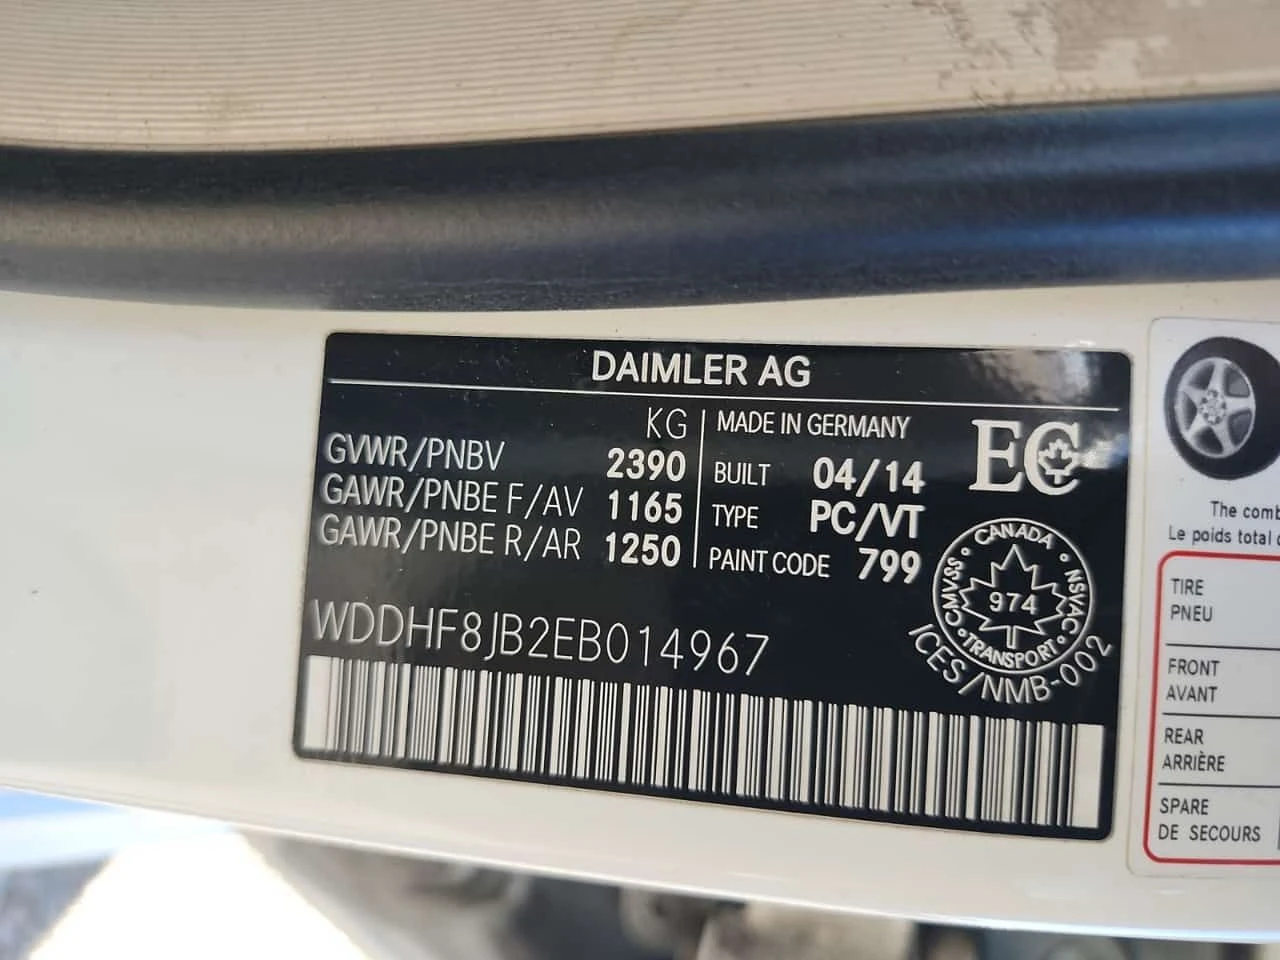 DAIMLER AG
KG
GVWR/PNBV 2390
GAWR/PNBE F/AV 1165
GAWR/PNBE R/AR 1250
MADE IN GERMANY
BUILT 04/14
TYPE PC/VT
PAINT CODE 799
EC
CANADA
CMVSS
NSVAC
974
TRANSPORT
ICES/NMB-002
WDDHF8JB2EB014967
The comb
Le poids total
TIRE
PNEU
FRONT
AVANT
REAR
ARRIÈRE
SPARE
DE SECOURS